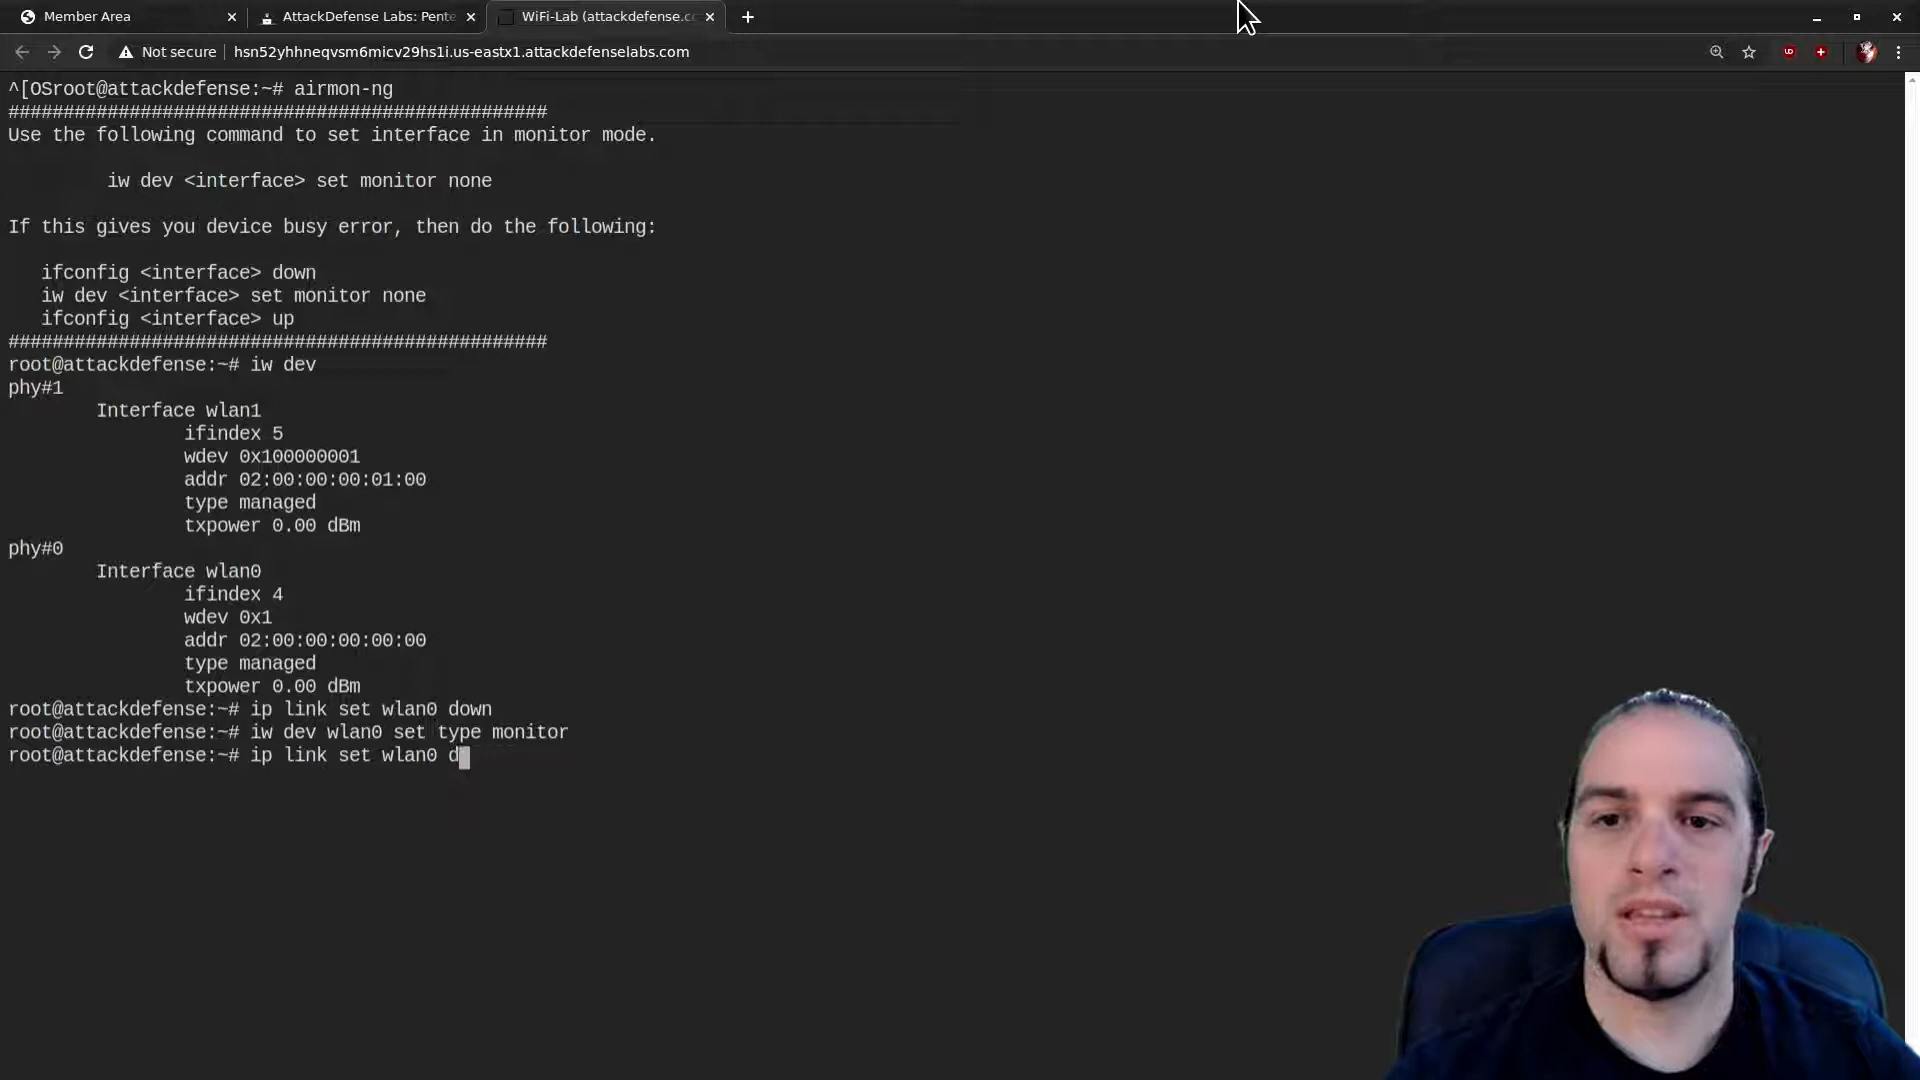 Member Area
AttackDefense Labs: Pente
WiFi-Lab (attackdefense.co
Not secure
hsn52yhhneqvsm6micv29hs1i.us-eastx1.attackdefenselabs.com
^[OSroot@attackdefense:~# airmon-ng
#################################################
Use the following command to set interface in monitor mode.
iw dev <interface> set monitor none
If this gives you device busy error, then do the following:
ifconfig <interface> down
iw dev <interface> set monitor none
ifconfig <interface> up
#################################################
root@attackdefense:~# iw dev
phy#1
Interface wlan1
ifindex 5
wdev 0x100000001
addr 02:00:00:00:01:00
type managed
txpower 0.00 dBm
phy#0
Interface wlan0
ifindex 4
wdev 0x1
addr 02:00:00:00:00:00
type managed
txpower 0.00 dBm
root@attackdefense:~# ip link set wlan0 down
root@attackdefense:~# iw dev wlan0 set type monitor
root@attackdefense:~# ip link set wlan0 d